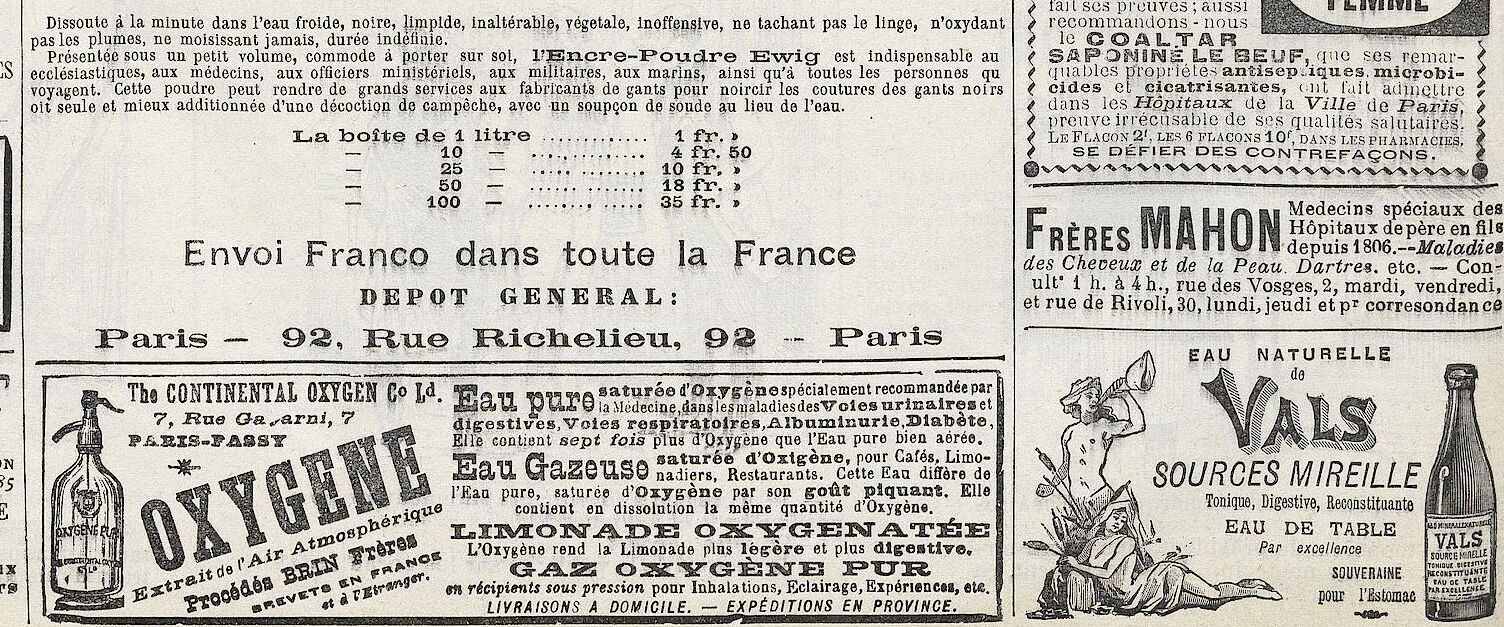 Dissoute à la minute dans l'eau froide, noire, limpide, inaltérable, végetale, inoffensive, ne tachant pas le linge, n'oxydant
pas les plumes, ne moisissant jamais, durée indéfinie.
Présentée sous un petit volume, commode à porter sur soi, l'Encre-Poudre Ewig est indispensable au
ecclésiastiques, aux médecins, aux officiers ministériels, aux militaires, aux marins, ainsi qu'à toutes les personnes qu
voyagent. Cette poudre peut rendre de grands services aux fabricants de gants pour noircir les coutures des gants noirs
oit seule et mieux additionnée d'une décoction de campêche, avec un soupçon de soude au lieu de l'eau.
La boîte de 1 litre ............ 1 fr. »
— 10 — ............ 4 fr. 50
— 25 — ............ 10 fr. »
— 50 — ............ 18 fr. »
— 100 — ............ 35 fr. »
Envoi Franco dans toute la France
DEPOT GENERAL:
Paris — 92, Rue Richelieu, 92 — Paris
The CONTINENTAL OXYGEN Co Ld.
7, Rue Ga arni, 7
PARIS-PASSY
OXYGENE
Extrait de l'Air Atmosphérique
Procédés BRIN Frères
BREVETS EN FRANCE
et à l'Etranger.
OXYGÈNE PUR
Eau pure saturée d'Oxygène spécialement recommandée par
la Médecine, dans les maladies des Voies urinaires et
digestives, Voies respiratoires, Albuminurie, Diabète,
Elle contient sept fois plus d'Oxygène que l'Eau pure bien aérée.
Eau Gazeuse saturée d'Oxigène, pour Cafés, Limo-
nadiers, Restaurants. Cette Eau diffère de
l'Eau pure, saturée d'Oxygène par son goût piquant. Elle
contient en dissolution la même quantité d'Oxygène.
LIMONADE OXYGENATÉE
L'Oxygène rend la Limonade plus légère et plus digestive.
GAZ OXYGÈNE PUR
en récipients sous pression pour Inhalations, Eclairage, Expériences, etc.
LIVRAISONS A DOMICILE. — EXPÉDITIONS EN PROVINCE.
fait ses preuves; aussi
recommandons-nous
le COALTAR
FEMME
SAPONINÉ LE BEUF, que ses remar-
quables propriétés antiseptiques, microbi-
cides et cicatrisantes, ont fait admettre
dans les Hôpitaux de la Ville de Paris,
preuve irrécusable de ses qualités salutaires.
LE FLACON 2f, LES 6 FLACONS 10f, DANS LES PHARMACIES.
SE DÉFIER DES CONTREFAÇONS.
FRÈRES MAHON Medecins spéciaux des
Hôpitaux de père en fils
depuis 1806.--Maladies
des Cheveux et de la Peau. Dartres. etc. — Con-
ult° 1 h. à 4 h., rue des Vosges, 2, mardi, vendredi,
et rue de Rivoli, 30, lundi, jeudi et pr corresondance
EAU NATURELLE
de
VALS
SOURCES MIREILLE
Tonique, Digestive, Reconstituante
EAU DE TABLE
Par excellence
SOUVERAINE
pour l'Estomac
VALS
SOURCE MIREILLE
TONIQUE DIGESTIVE
RECONSTITUANTE
EAU DE TABLE
PAR EXCELLENCE